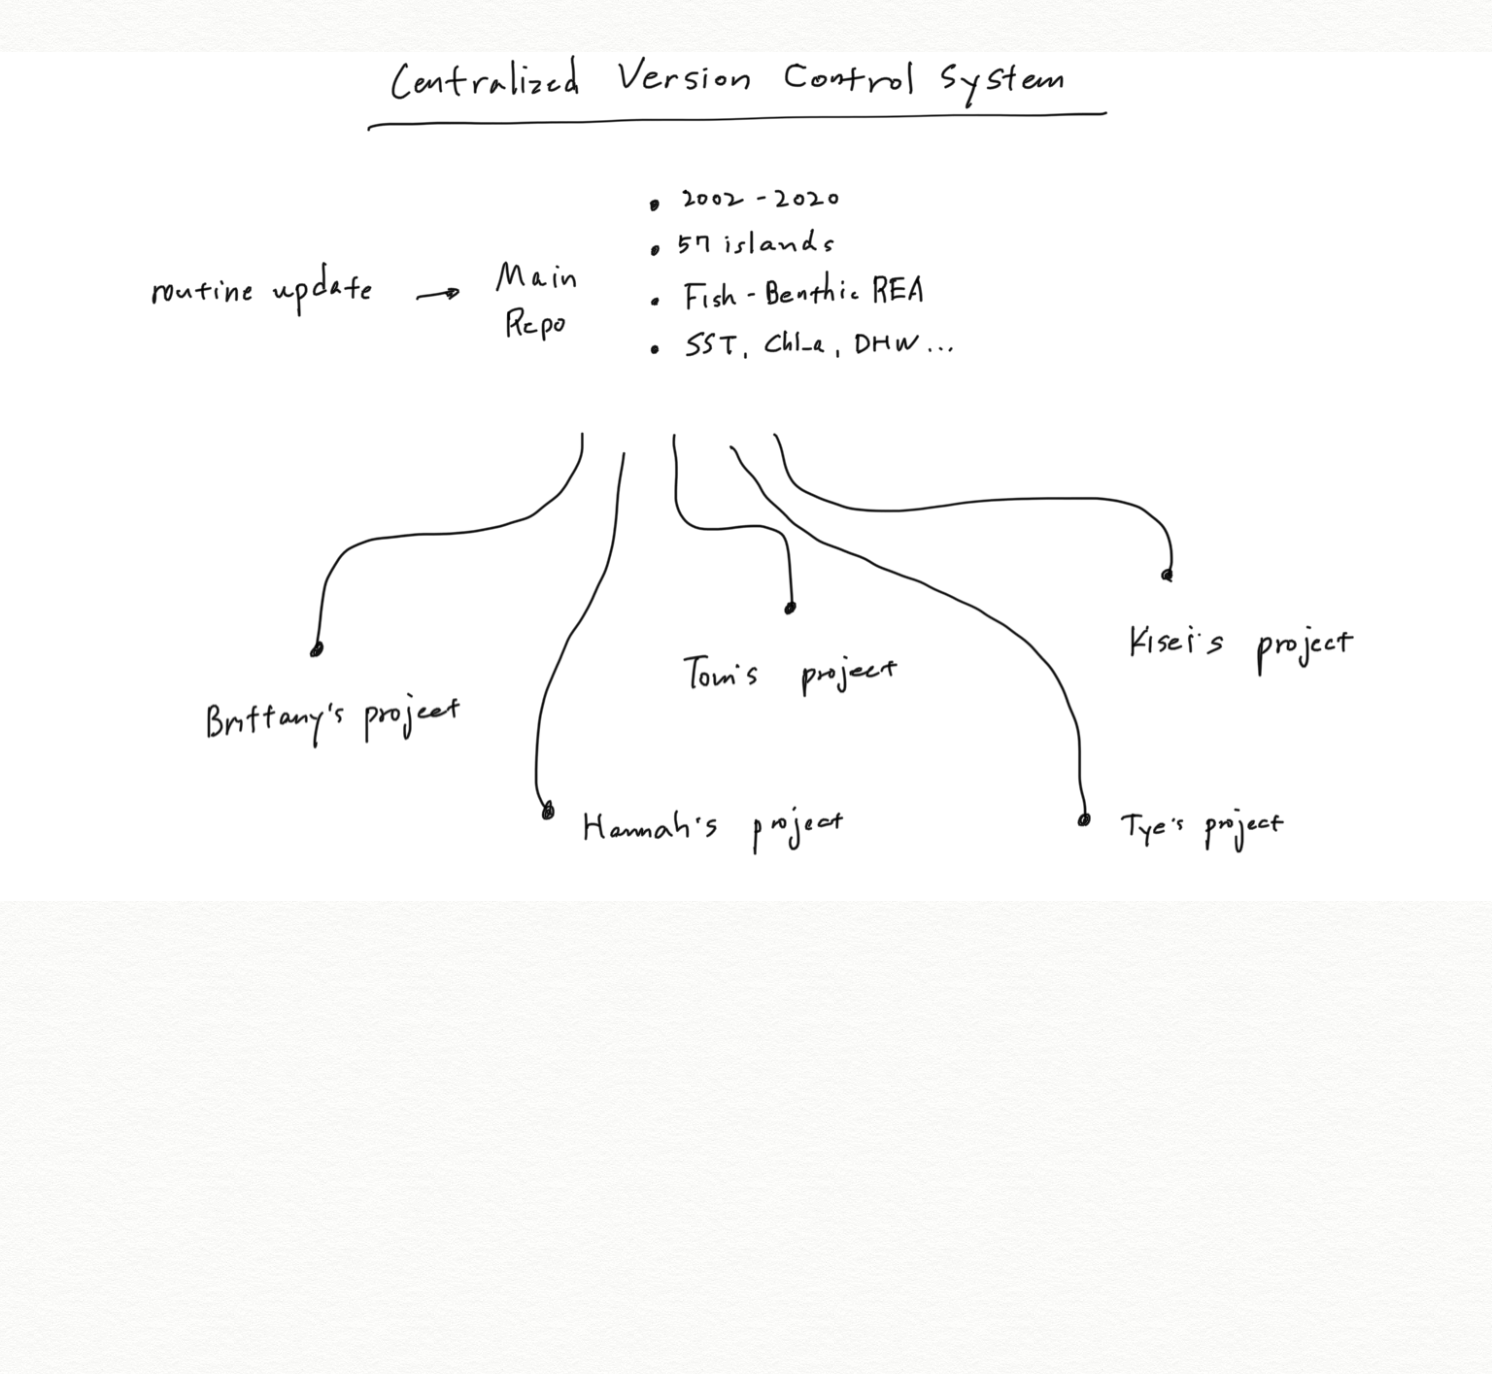 Centralized Version Control System
• 2002 - 2020
• 57 islands
routine update → Main Repo
• Fish - Benthic REA
• SST, Chl_a, DHW...
Kisei's project
Tom's project
Brittany's project
Hannah's project
Tye's project